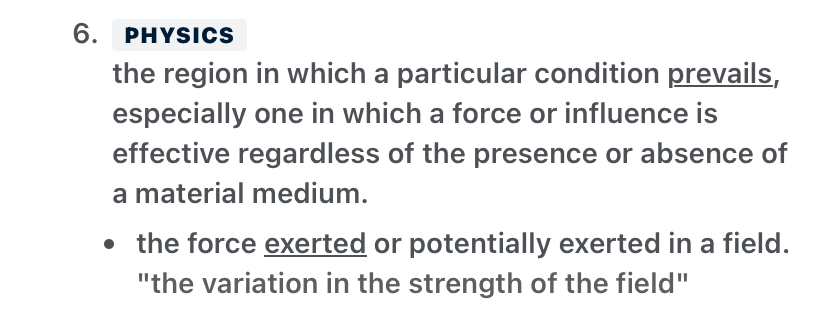 6. PHYSICS
the region in which a particular condition prevails,
especially one in which a force or influence is
effective regardless of the presence or absence of
a material medium.
• the force exerted or potentially exerted in a field.
"the variation in the strength of the field"